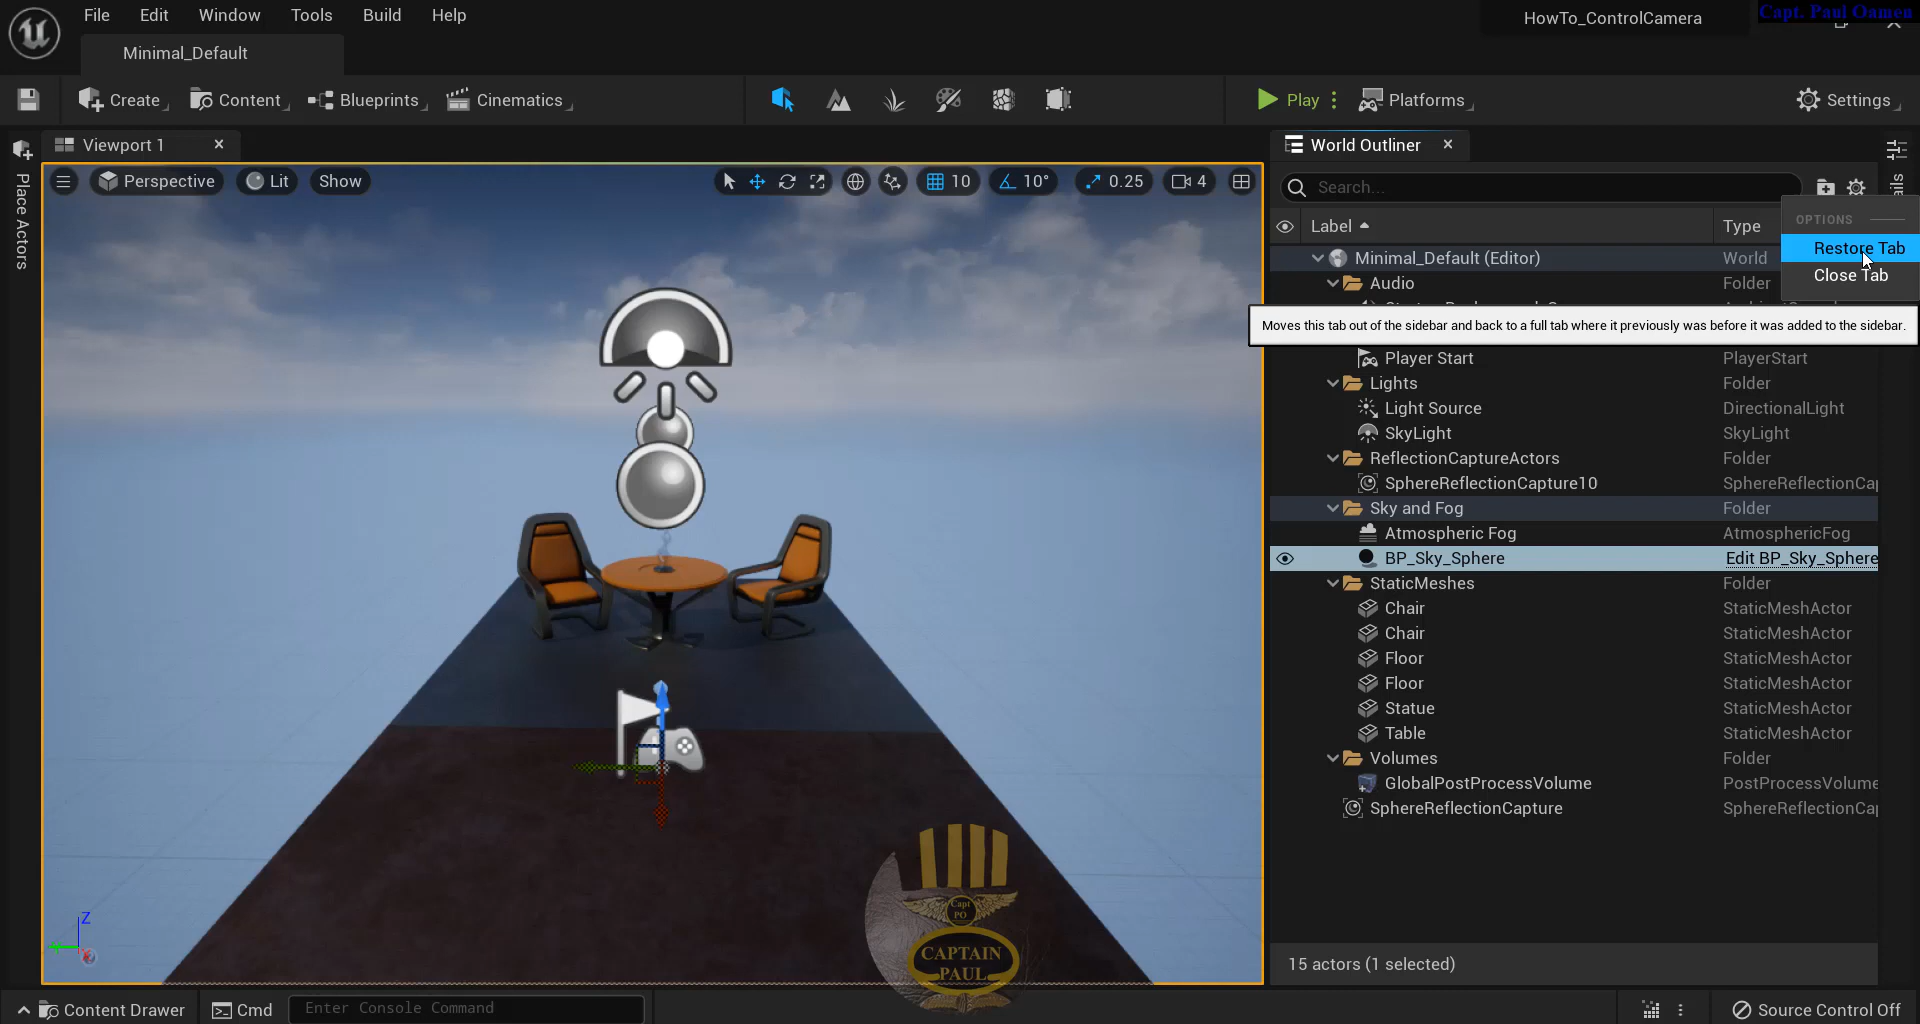 File Edit Window Tools Build Help
HowTo_ControlCamera
Capt. Paul Oamen
Minimal_Default
Create Content Blueprints Cinematics Play Platforms Settings
Viewport 1
World Outliner
Place Actors
Perspective Lit Show 10 10° 0.25 4
Search...
OPTIONS
Restore Tab
Close Tab
Label Type
Minimal_Default (Editor) World
Audio Folder
Moves this tab out of the sidebar and back to a full tab where it previously was before it was added to the sidebar.
Player Start PlayerStart
Lights Folder
Light Source DirectionalLight
SkyLight SkyLight
ReflectionCaptureActors Folder
SphereReflectionCapture10 SphereReflectionCa
Sky and Fog Folder
Atmospheric Fog AtmosphericFog
BP_Sky_Sphere Edit BP_Sky_Sphere
StaticMeshes Folder
Chair StaticMeshActor
Chair StaticMeshActor
Floor StaticMeshActor
Floor StaticMeshActor
Statue StaticMeshActor
Table StaticMeshActor
Volumes Folder
GlobalPostProcessVolume PostProcessVolume
SphereReflectionCapture SphereReflectionCa
Capt
PO
CAPTAIN
PAUL
Z
15 actors (1 selected)
Content Drawer Cmd Enter Console Command Source Control Off